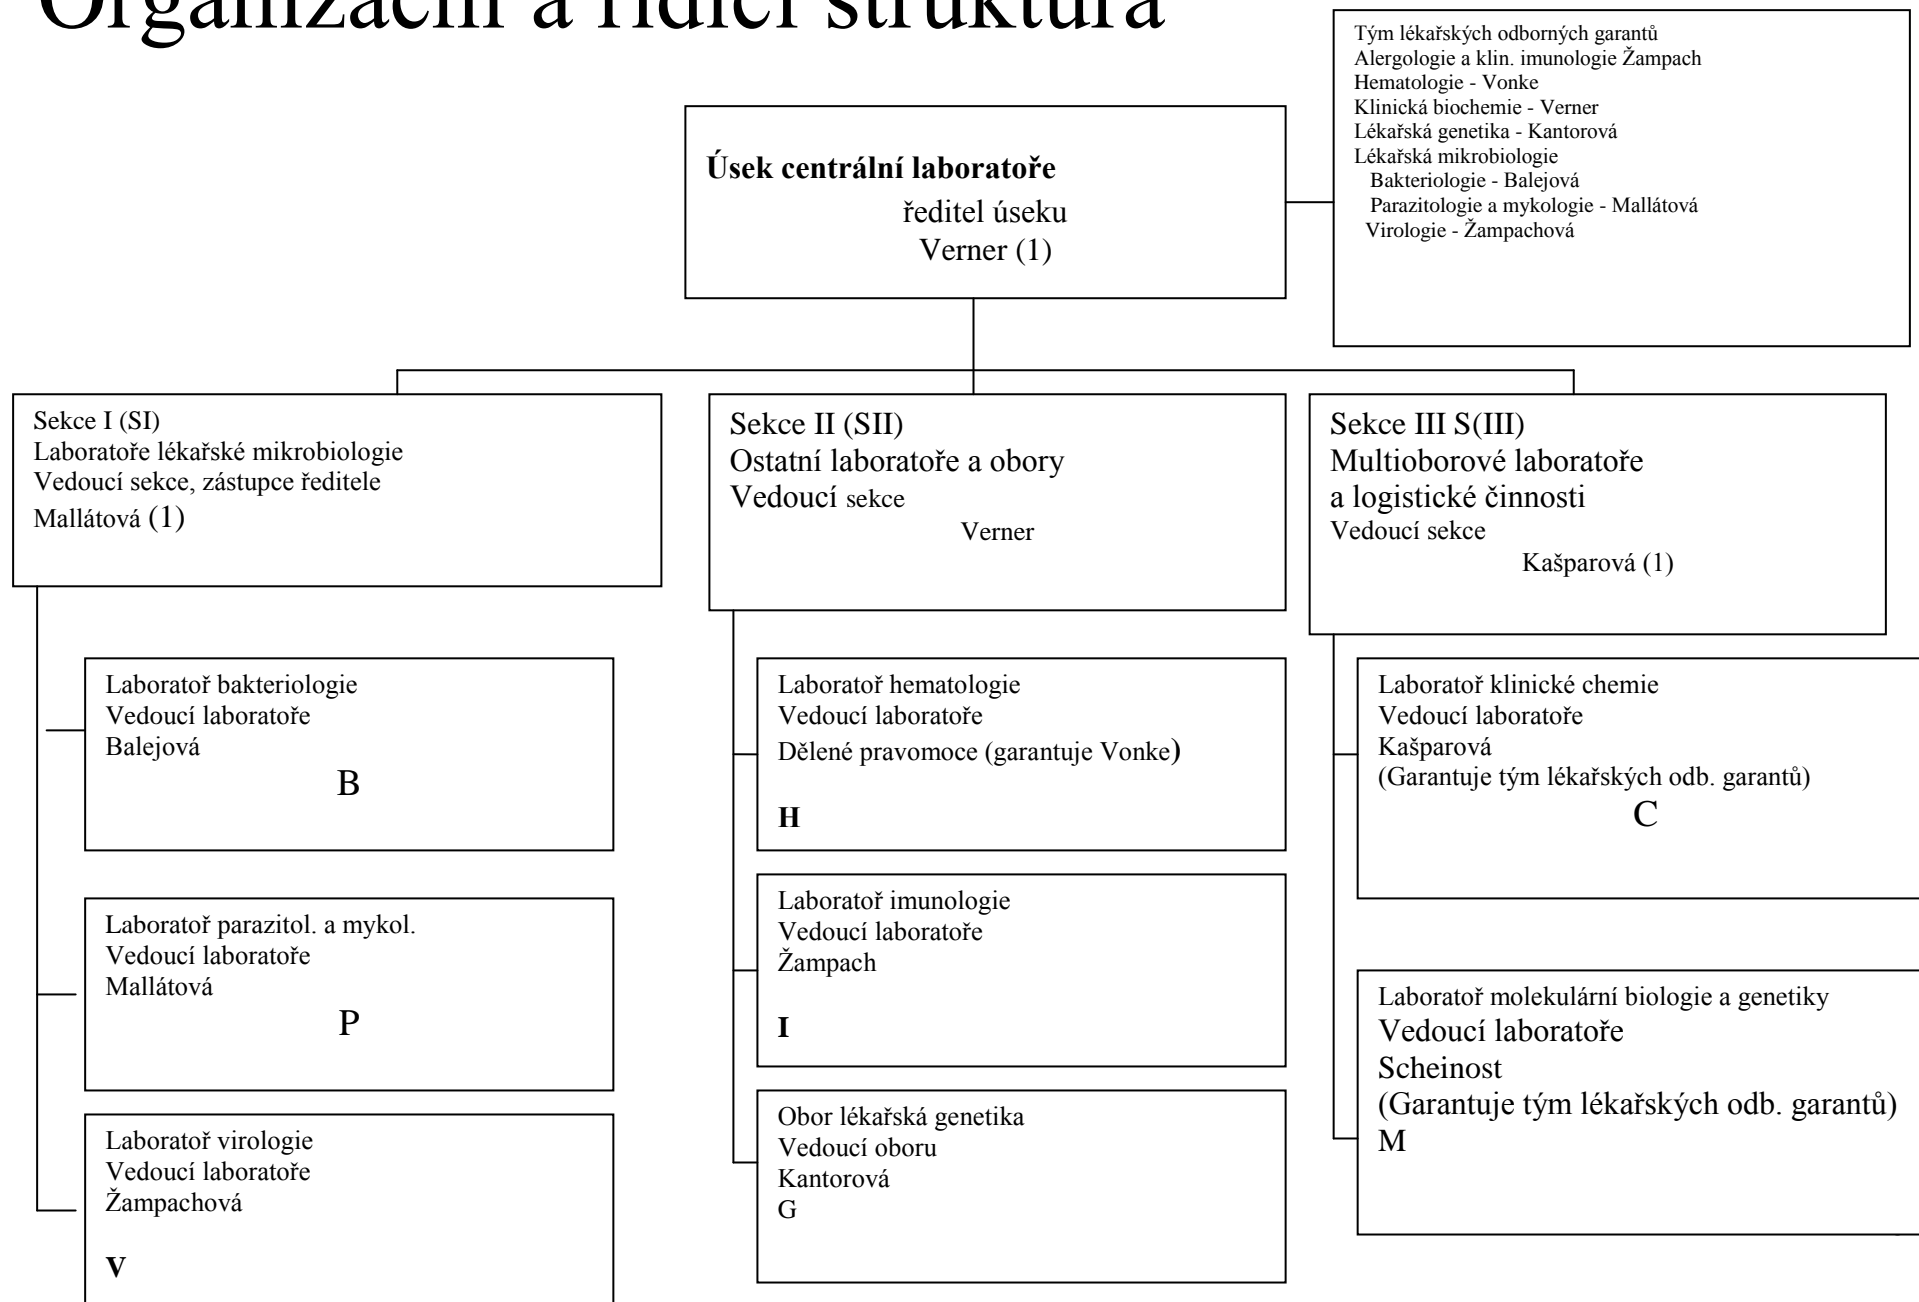 Organizační a řídící struktura
Tým lékařských odborných garantů
Alergologie a klin. imunologie Žampach
Hematologie - Vonke
Klinická biochemie - Verner
Lékařská genetika - Kantorová
Lékařská mikrobiologie
Bakteriologie - Balejová
Parazitologie a mykologie - Mallátová
Virologie - Žampachová
Úsek centrální laboratoře
ředitel úseku
Verner (1)
Sekce I (SI)
Laboratoře lékařské mikrobiologie
Vedoucí sekce, zástupce ředitele
Mallátová (1)
Sekce II (SII)
Ostatní laboratoře a obory
Vedoucí sekce
Verner
Sekce III S(III)
Multioborové laboratoře
a logistické činnosti
Vedoucí sekce
Kašparová (1)
Laboratoř bakteriologie
Vedoucí laboratoře
Balejová
B
Laboratoř parazitol. a mykol.
Vedoucí laboratoře
Mallátová
P
Laboratoř virologie
Vedoucí laboratoře
Žampachová
V
Laboratoř hematologie
Vedoucí laboratoře
Dělené pravomoce (garantuje Vonke)
H
Laboratoř imunologie
Vedoucí laboratoře
Žampach
I
Obor lékařská genetika
Vedoucí oboru
Kantorová
G
Laboratoř klinické chemie
Vedoucí laboratoře
Kašparová
(Garantuje tým lékařských odb. garantů)
C
Laboratoř molekulární biologie a genetiky
Vedoucí laboratoře
Scheinost
(Garantuje tým lékařských odb. garantů)
M